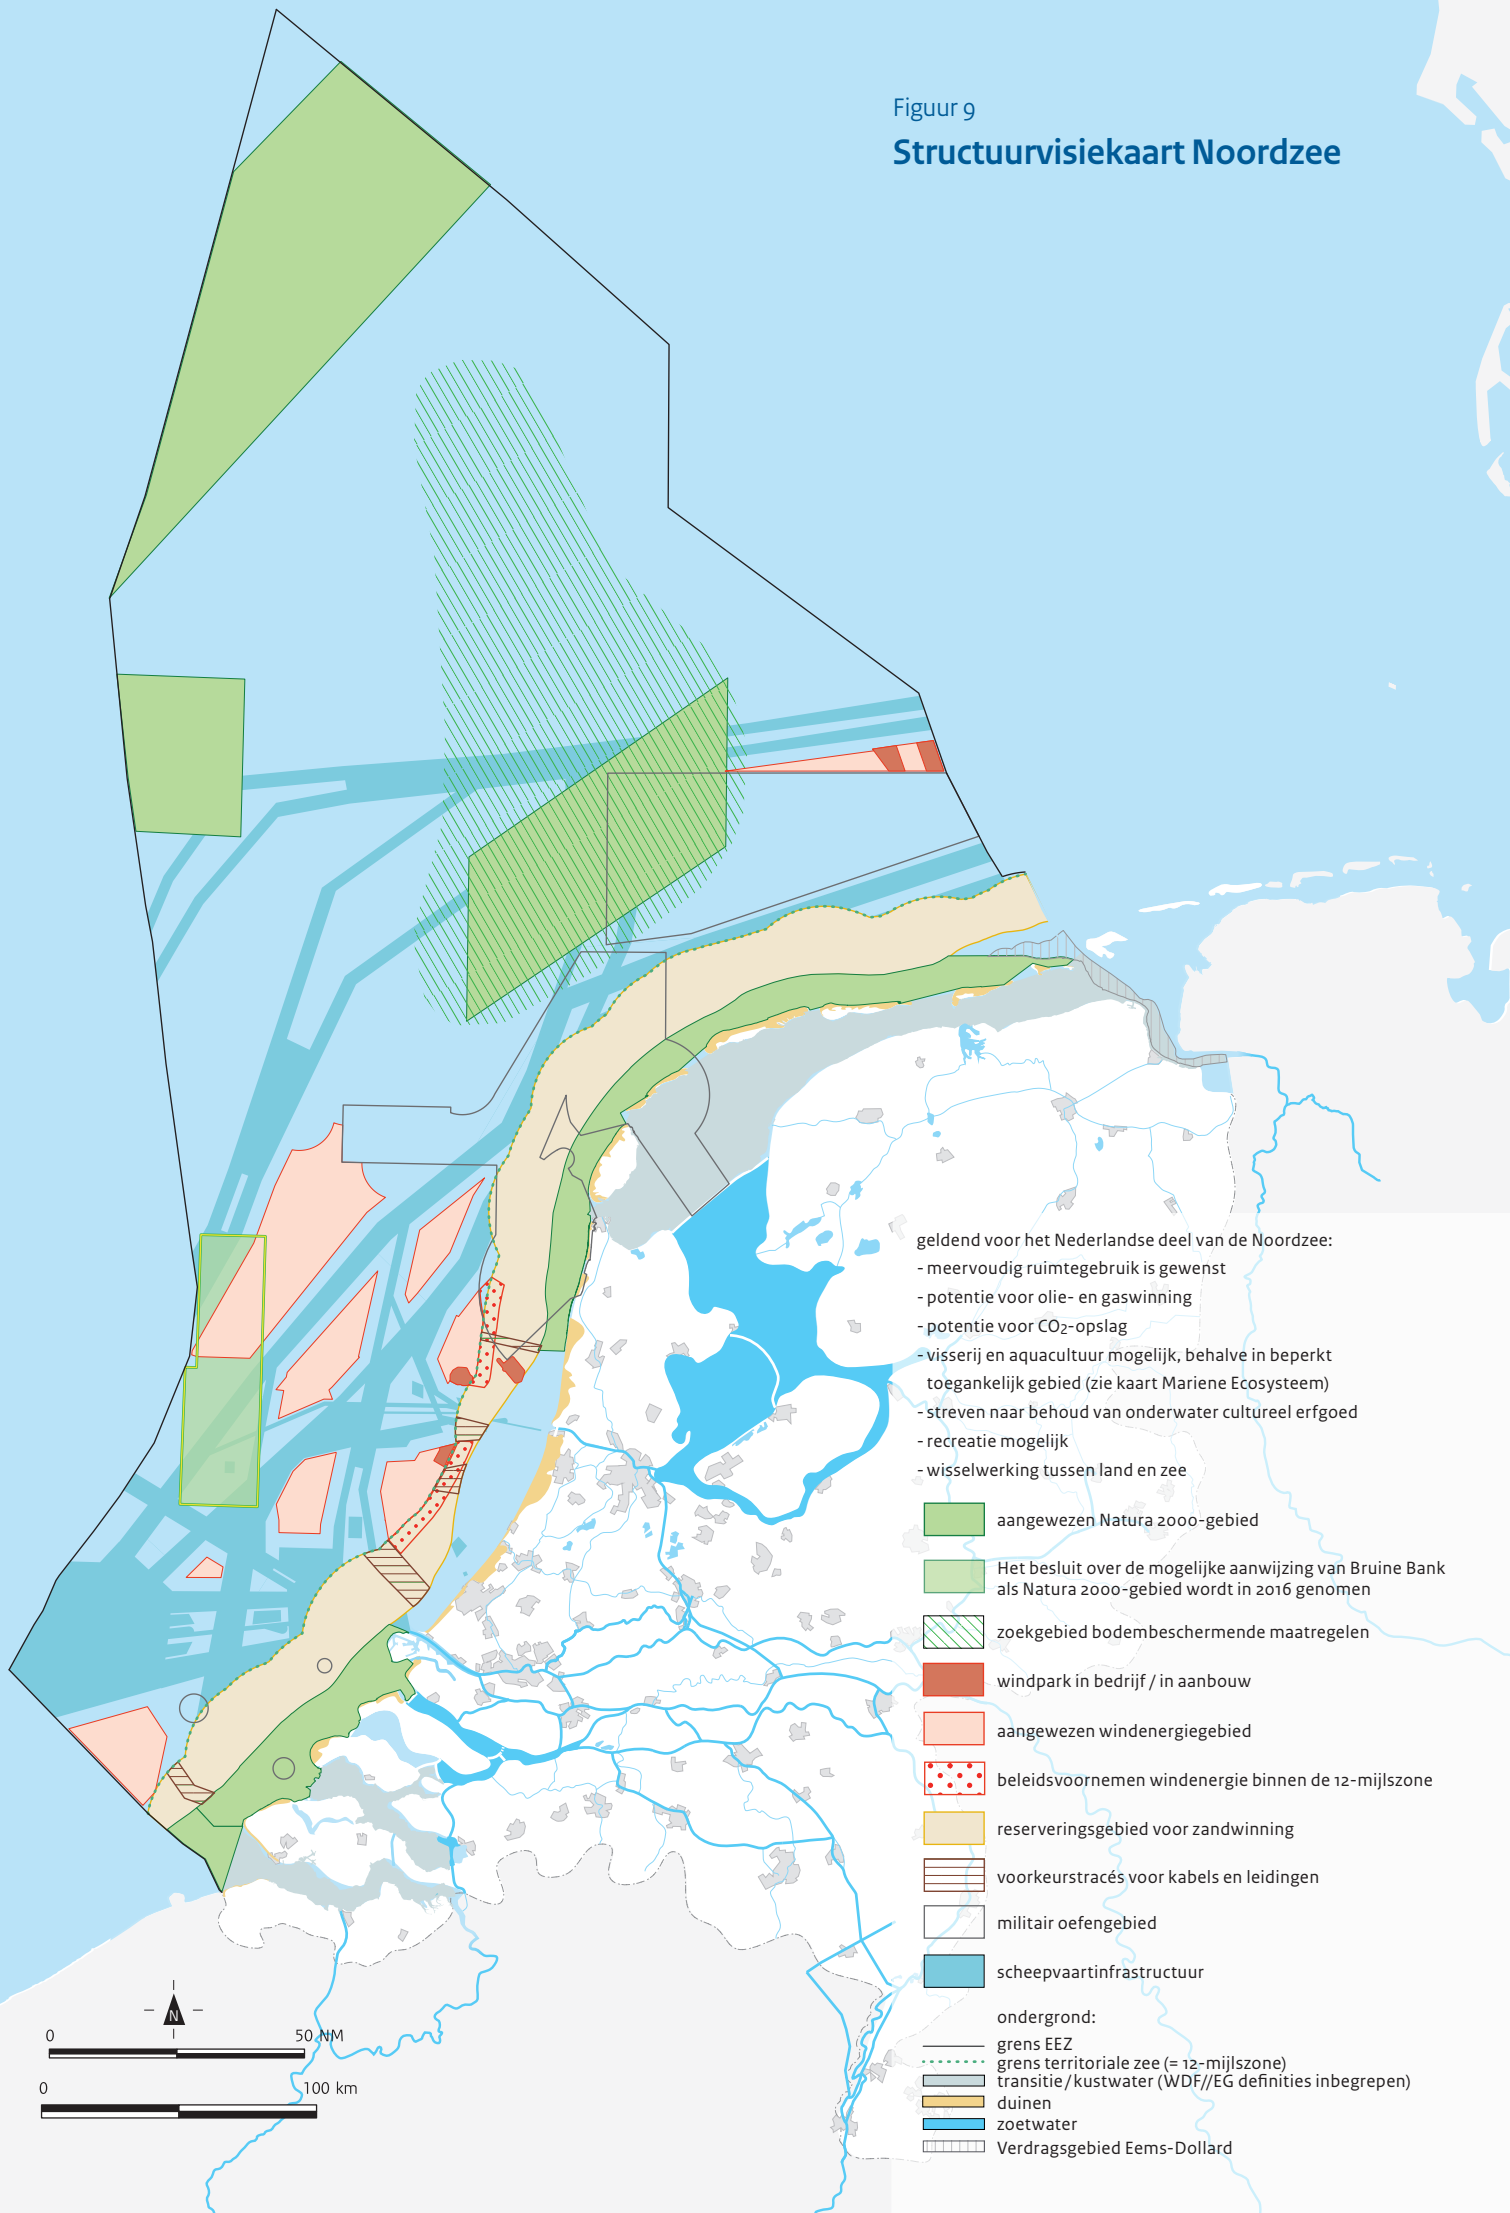 Figuur 9
Structuurvisiekaart Noordzee
geldend voor het Nederlandse deel van de Noordzee:
- meervoudig ruimtegebruik is gewenst
- potentie voor olie- en gaswinning
- potentie voor CO₂-opslag
- visserij en aquacultuur mogelijk, behalve in beperkt
toegankelijk gebied (zie kaart Mariene Ecosysteem)
- streven naar behoud van onderwater cultureel erfgoed
- recreatie mogelijk
- wisselwerking tussen land en zee
aangewezen Natura 2000-gebied
Het besluit over de mogelijke aanwijzing van Bruine Bank
als Natura 2000-gebied wordt in 2016 genomen
zoekgebied bodembeschermende maatregelen
windpark in bedrijf / in aanbouw
aangewezen windenergiegebied
beleidsvoornemen windenergie binnen de 12-mijlszone
reserveringsgebied voor zandwinning
voorkeurstracés voor kabels en leidingen
militair oefengebied
scheepvaartinfrastructuur
ondergrond:
grens EEZ
grens territoriale zee (= 12-mijlszone)
transitie/kustwater (WDF//EG definities inbegrepen)
duinen
zoetwater
Verdragsgebied Eems-Dollard
N
0 50 NM
0 100 km